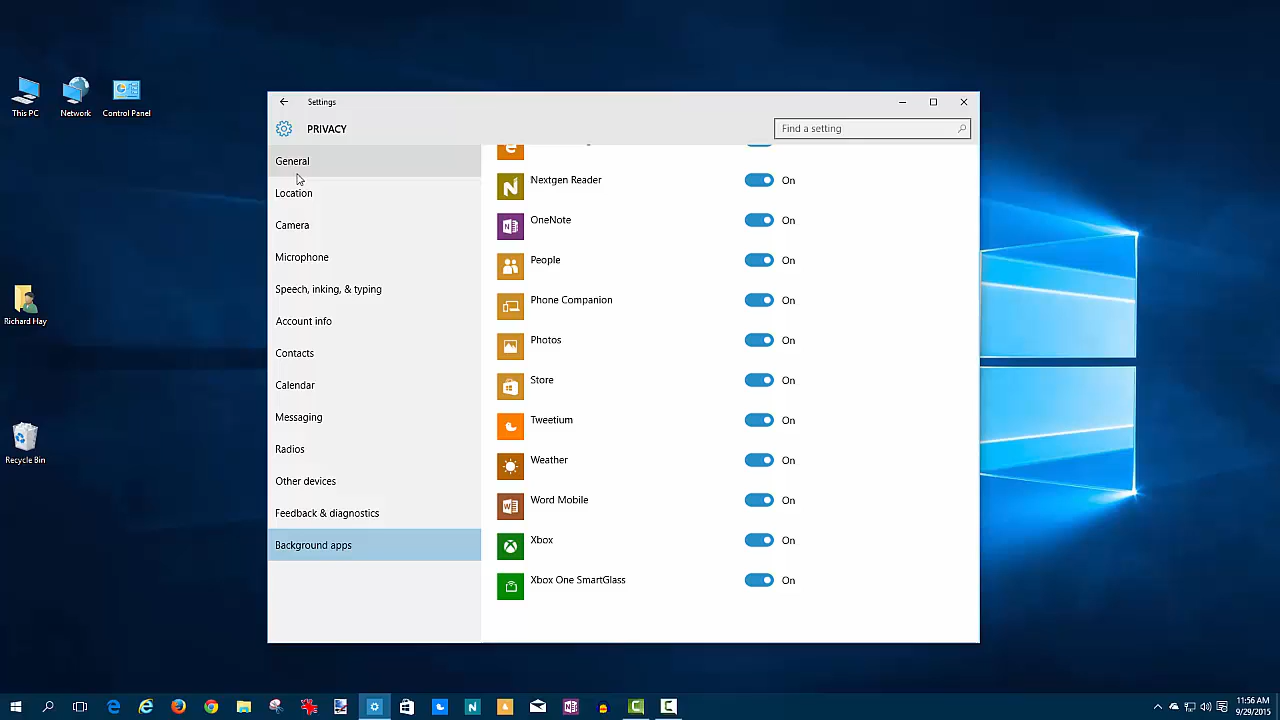 This PC
Network
Control Panel
Richard Hay
Recycle Bin
Settings
PRIVACY
Find a setting
General
Location
Camera
Microphone
Speech, inking, & typing
Account info
Contacts
Calendar
Messaging
Radios
Other devices
Feedback & diagnostics
Background apps
Nextgen Reader On
OneNote On
People On
Phone Companion On
Photos On
Store On
Tweetium On
Weather On
Word Mobile On
Xbox On
Xbox One SmartGlass On
11:56 AM
9/29/2015